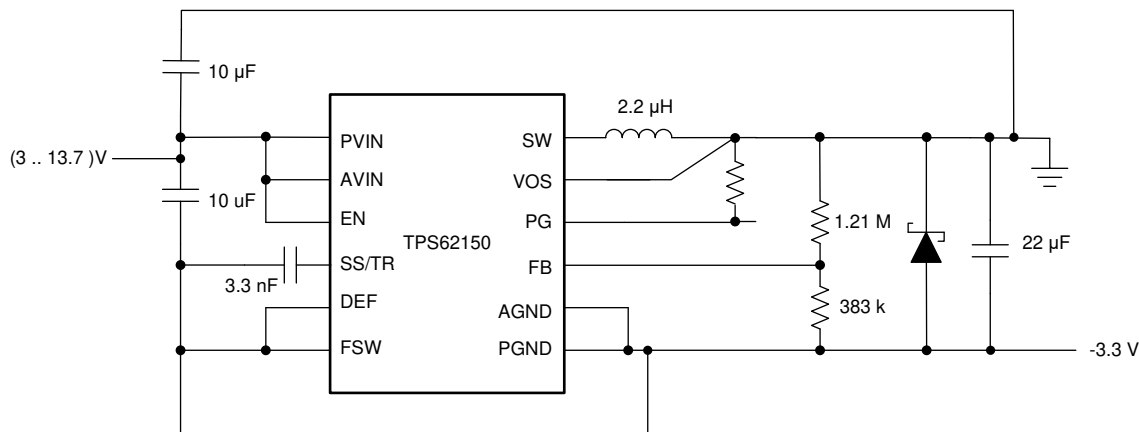 10 µF
2.2 µH
(3 .. 13.7 )V
PVIN
SW
AVIN
VOS
10 uF
EN
PG
1.21 M
TPS62150
22 µF
SS/TR
FB
3.3 nF
DEF
AGND
383 k
FSW
PGND
-3.3 V